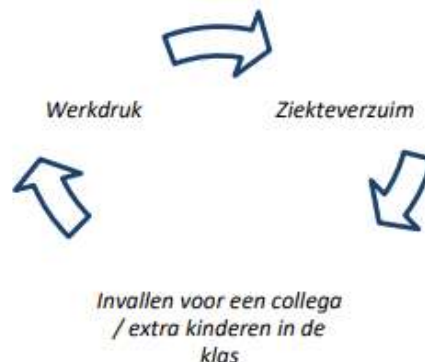 Werkdruk
Ziekteverzuim
Invallen voor een collega
/ extra kinderen in de
klas